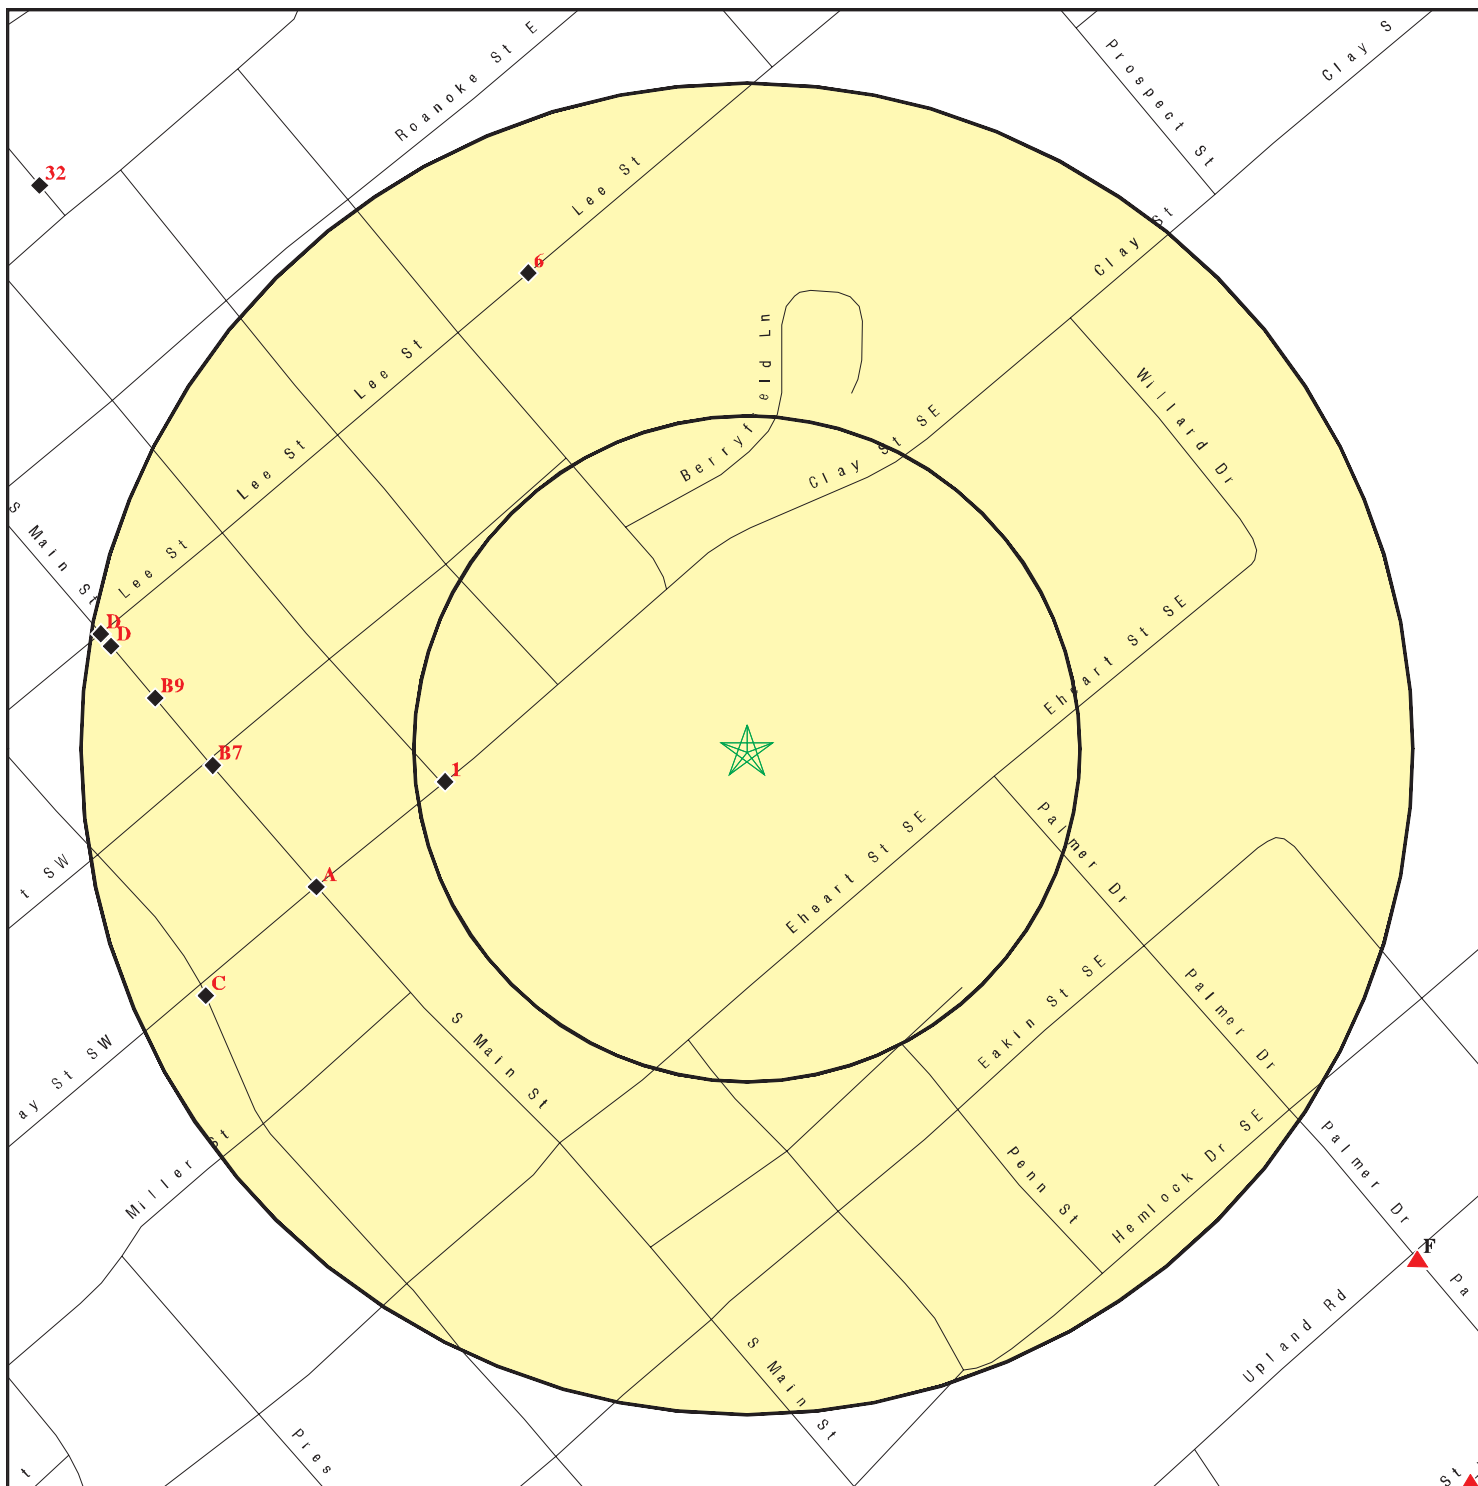 Roanoke St E
Prospect St
Clay S
32
Lee St
6
Clay St
Lee St
Berryf eld Ln
Willard Dr
Clay St SE
Lee St
S Main St
Lee St
D
D
B9
Eheart St SE
B7
1
t SW
A
Eheart St SE
Palmer Dr
C
S Main St
Eakin St SE
Palmer Dr
ay St SW
Miller St
Penn St
Hemlock Dr SE
Palmer Dr
F
Pa
Upland Rd
S Main St
Pres
t
St